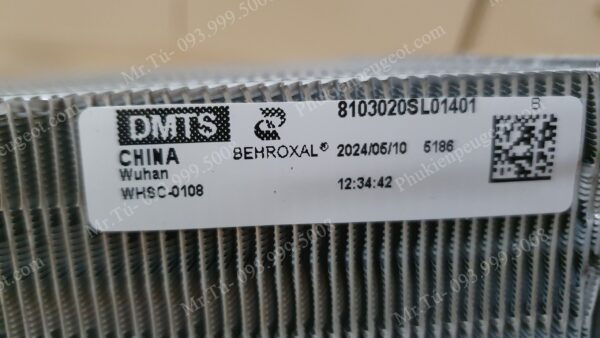 DMTS
8103020SL01401
B
CHINA
BEHROXAL®
2024/06/10 5186
Wuhan
WHSC-0108
12:34:42
Mr.Tú- 093.999.5008
Phukienpeugeot.com